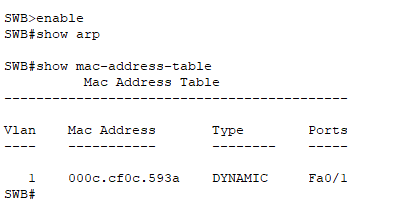 SWB>enable
SWB#show arp
SWB#show mac-address-table
Mac Address Table
-------------------------------------------
Vlan Mac Address Type Ports
---- ----------- -------- -----
1 000c.cf0c.593a DYNAMIC Fa0/1
SWB#